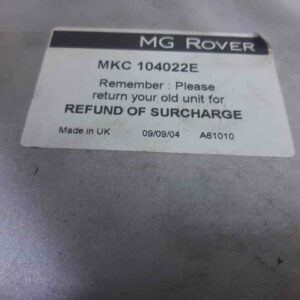 MG ROVER
MKC 104022E
Remember : Please
return your old unit for
REFUND OF SURCHARGE
Made in UK 09/09/04 A61010